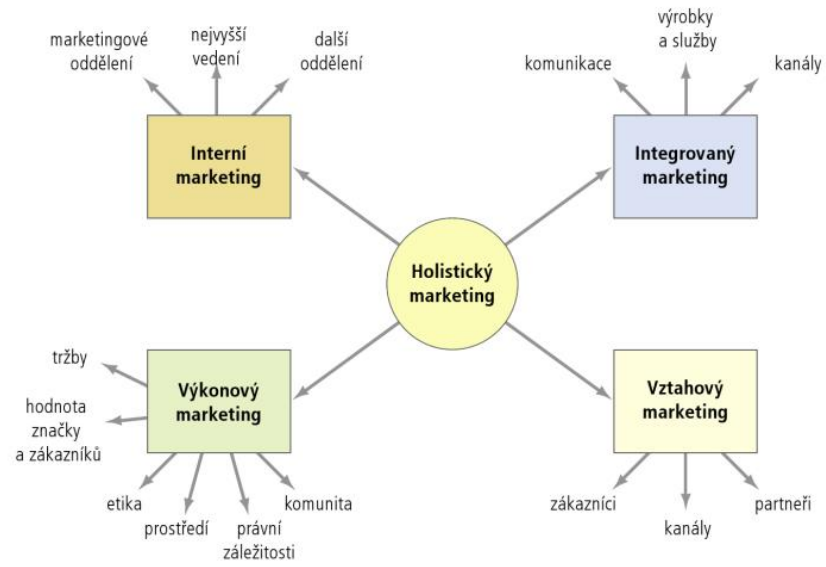 marketingové
oddělení
nejvyšší
vedení
další
oddělení
Interní
marketing
výrobky
a služby
komunikace
kanály
Integrovaný
marketing
Holistický
marketing
tržby
hodnota
značky
a zákazníků
Výkonový
marketing
etika
prostředí
právní
záležitosti
komunita
Vztahový
marketing
zákazníci
kanály
partneři